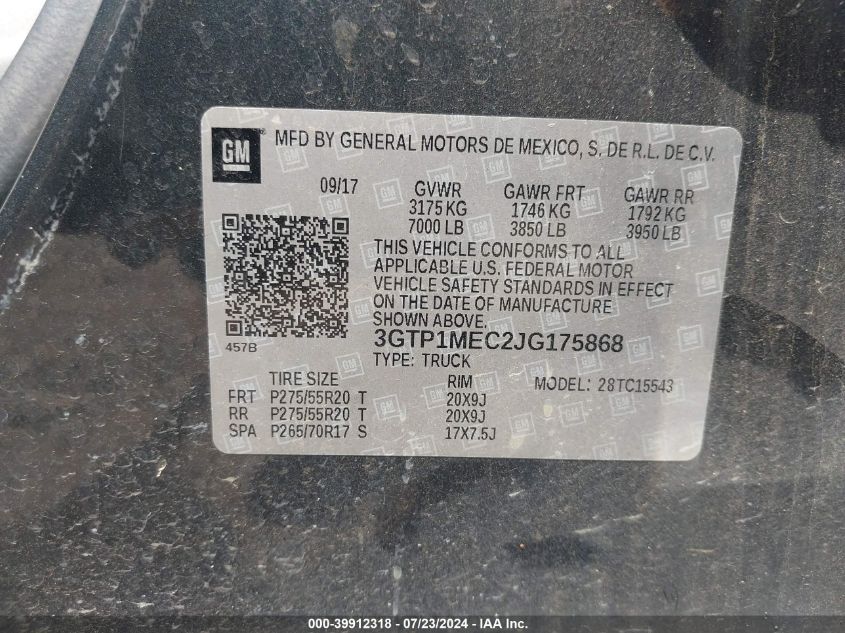 GM
MFD BY GENERAL MOTORS DE MEXICO, S. DE R.L. DE C.V.
09/17 GVWR GAWR FRT GAWR RR
3175 KG 1746 KG 1792 KG
7000 LB 3850 LB 3950 LB
THIS VEHICLE CONFORMS TO ALL
APPLICABLE U.S. FEDERAL MOTOR
VEHICLE SAFETY STANDARDS IN EFFECT
ON THE DATE OF MANUFACTURE
SHOWN ABOVE.
3GTP1MEC2JG175868
457B
TYPE: TRUCK
TIRE SIZE RIM MODEL: 28TC15543
FRT P275/55R20 T 20X9J
RR P275/55R20 T 20X9J
SPA P265/70R17 S 17X7.5J
000-39912318 - 07/23/2024 - Copart, Inc.